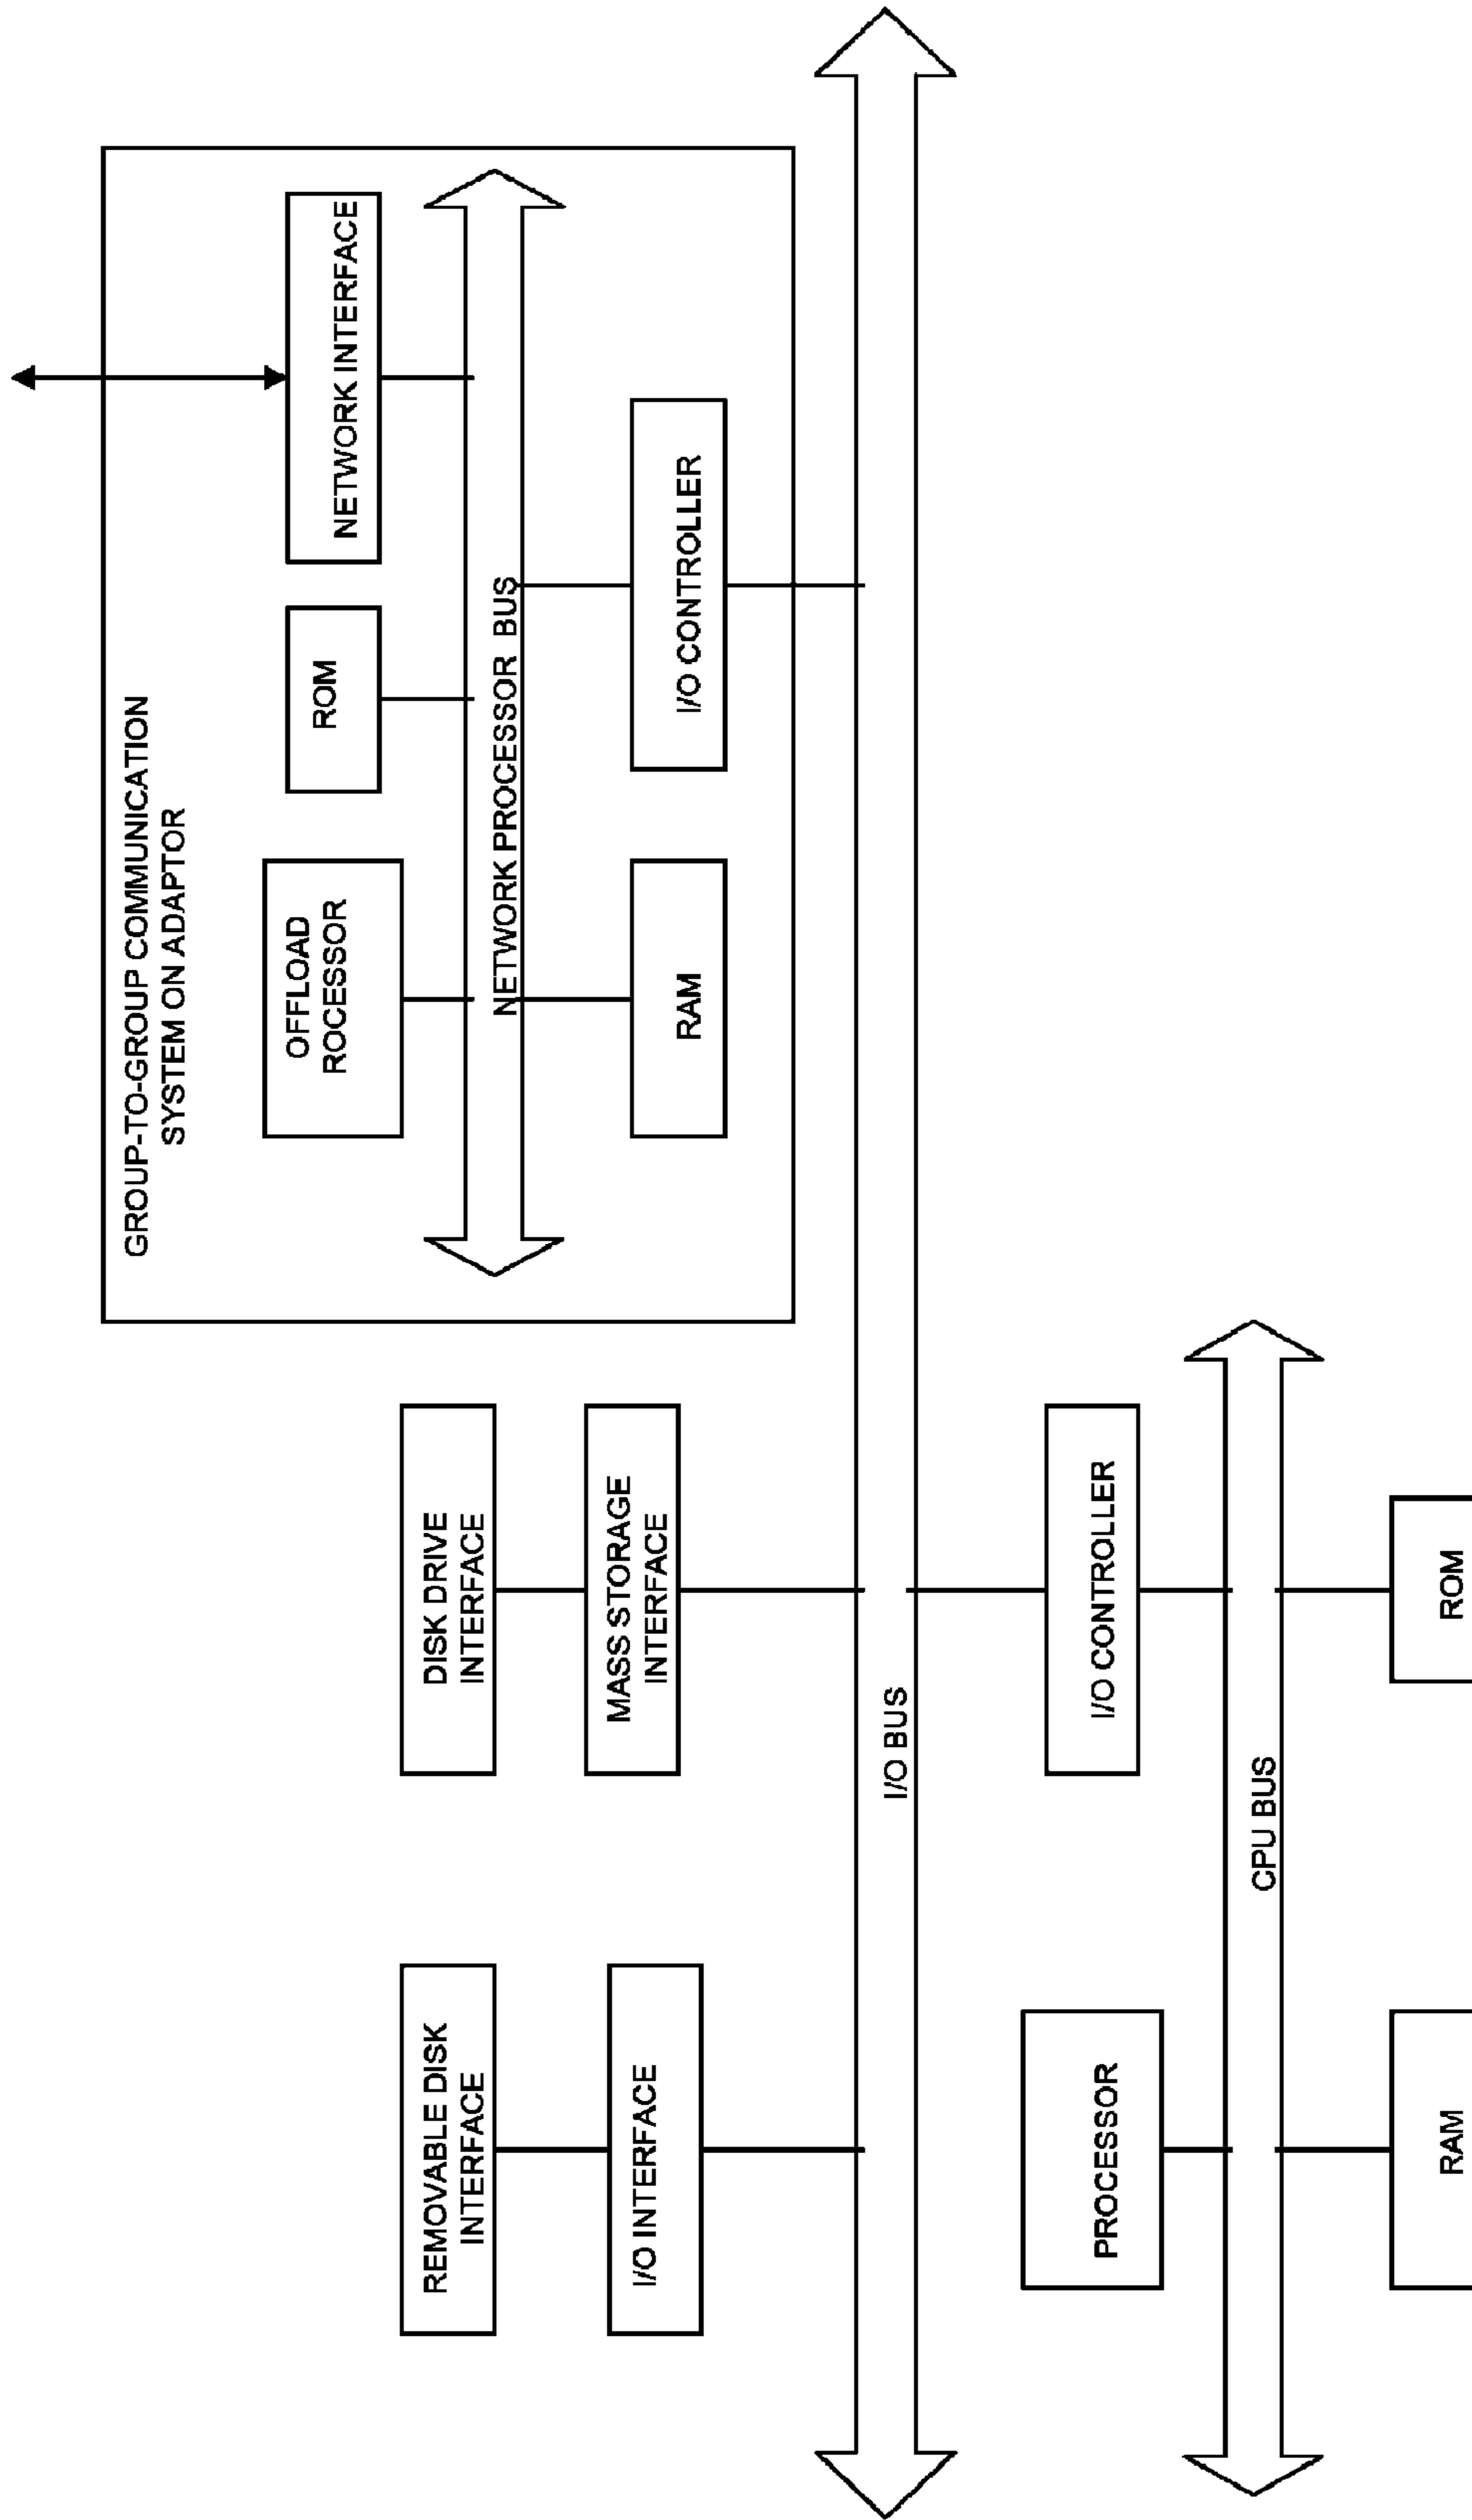 GROUP-TO-GROUP COMMUNICATION
SYSTEM ON ADAPTOR
OFFLOAD
ROCESSOR
ROM
NETWORK INTERFACE
NETWORK PROCESSOR BUS
RAM
I/O CONTROLLER
REMOVABLE DISK
INTERFACE
DISK DRIVE
INTERFACE
I/O INTERFACE
MASS STORAGE
INTERFACE
I/O BUS
PROCESSOR
I/O CONTROLLER
CPU BUS
RAM
ROM